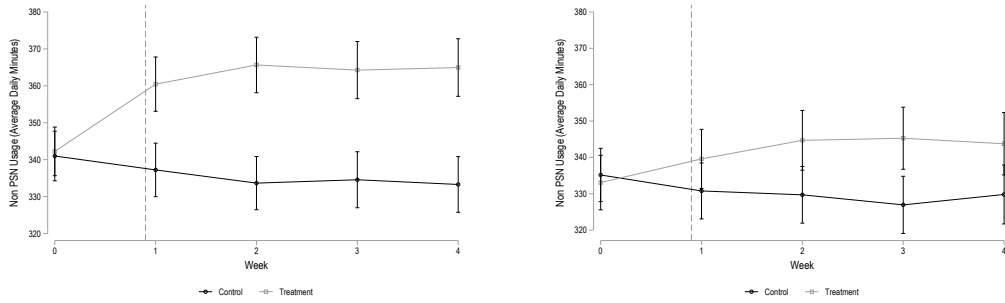 Non PSN Usage (Average Daily Minutes)
380
370
360
350
340
330
320
0 1 2 3 4
Week
Control Treatment
Non PSN Usage (Average Daily Minutes)
380
370
360
350
340
330
320
0 1 2 3 4
Week
Control Treatment